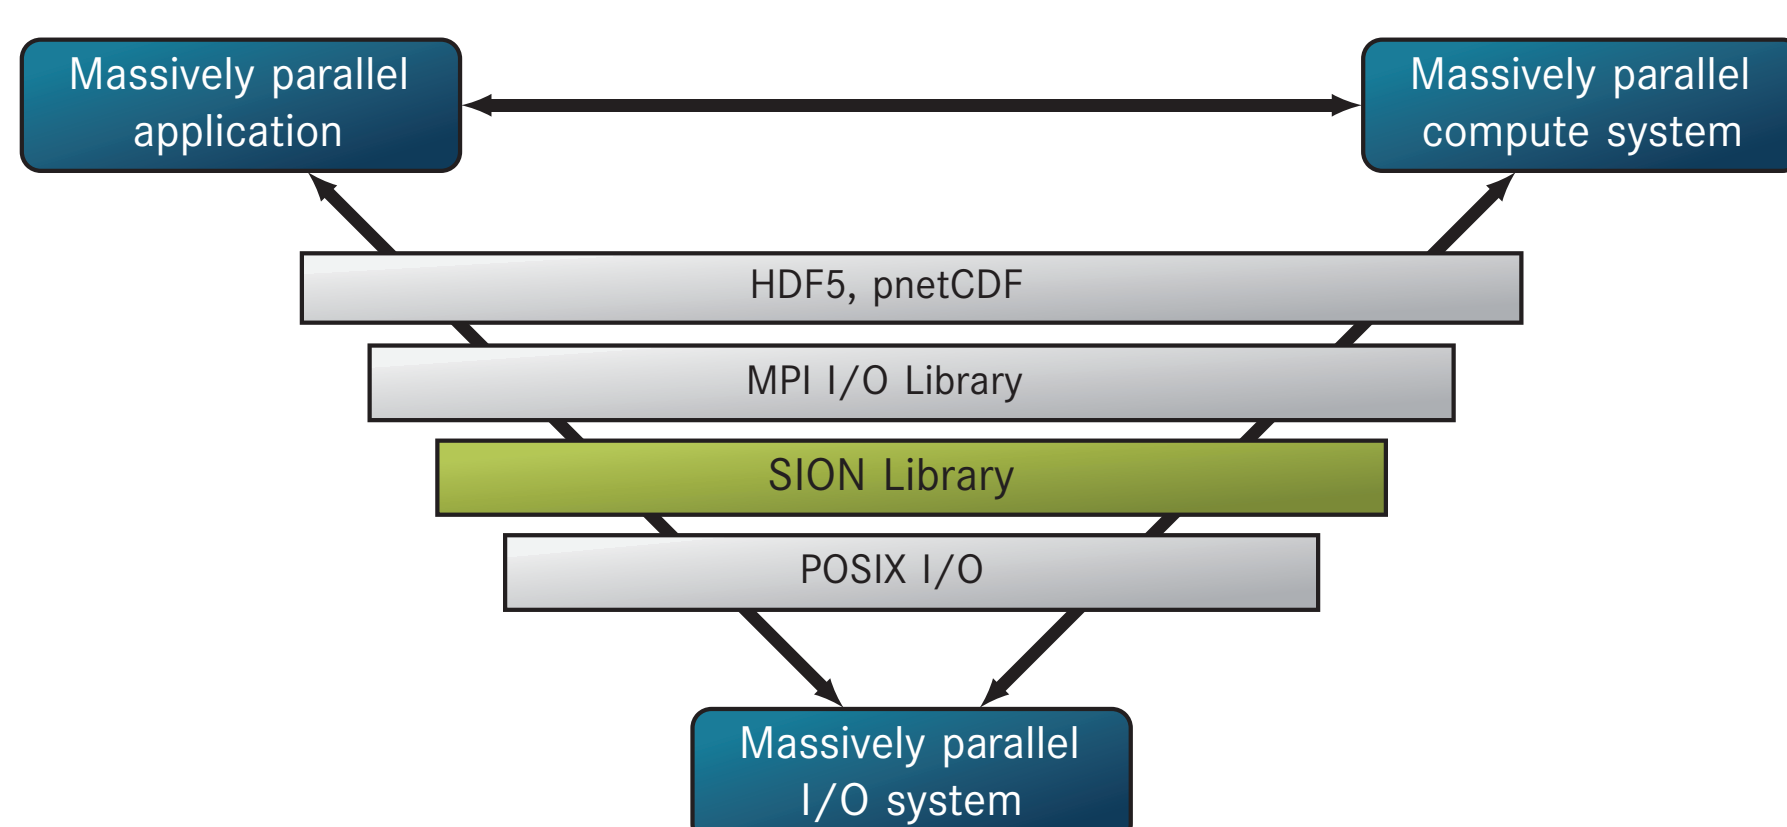 Massively parallel
application
Massively parallel
compute system
HDF5, pnetCDF
MPI I/O Library
SION Library
POSIX I/O
Massively parallel
I/O system